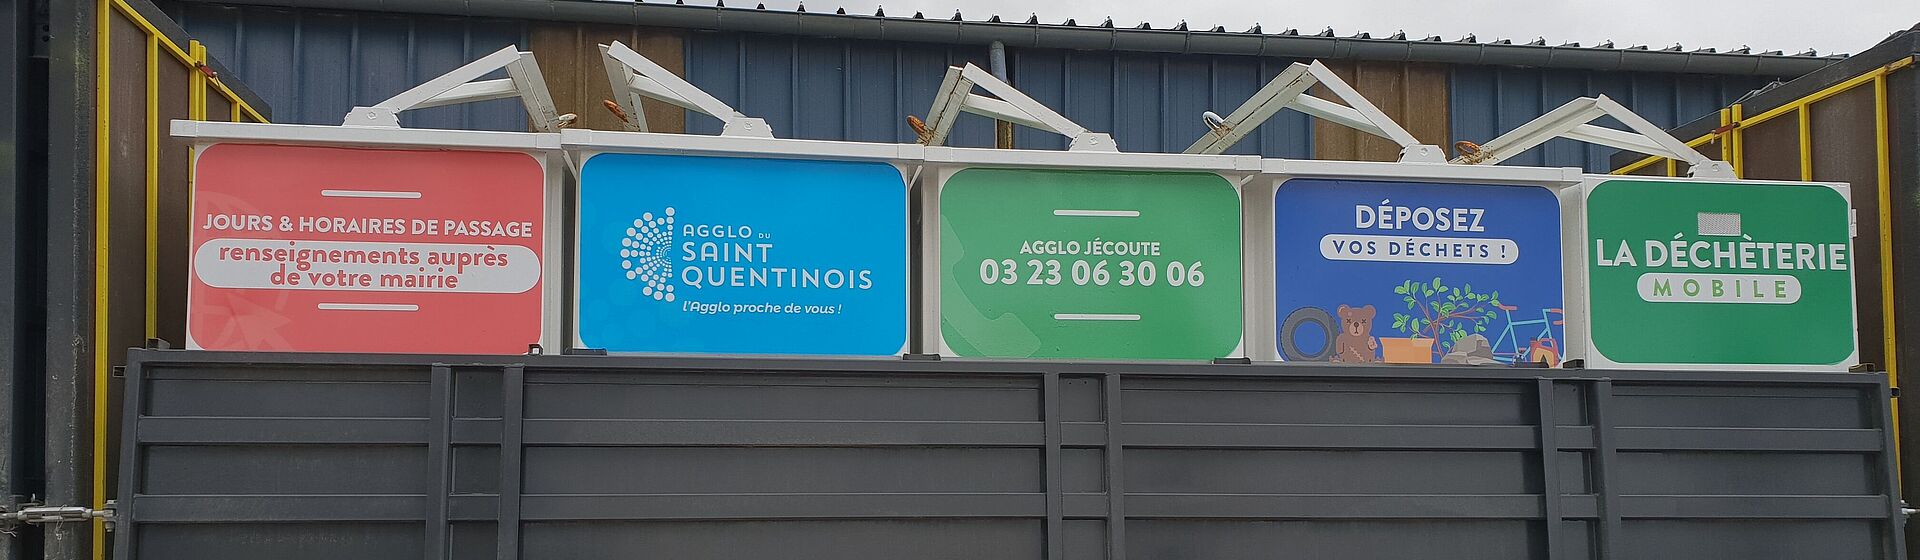 JOURS & HORAIRES DE PASSAGE
renseignements auprès
de votre mairie
AGGLO DU
SAINT
QUENTINOIS
l'Agglo proche de vous !
AGGLO JÉCOUTE
03 23 06 30 06
DÉPOSEZ
VOS DÉCHETS !
LA DÉCHÈTERIE
MOBILE